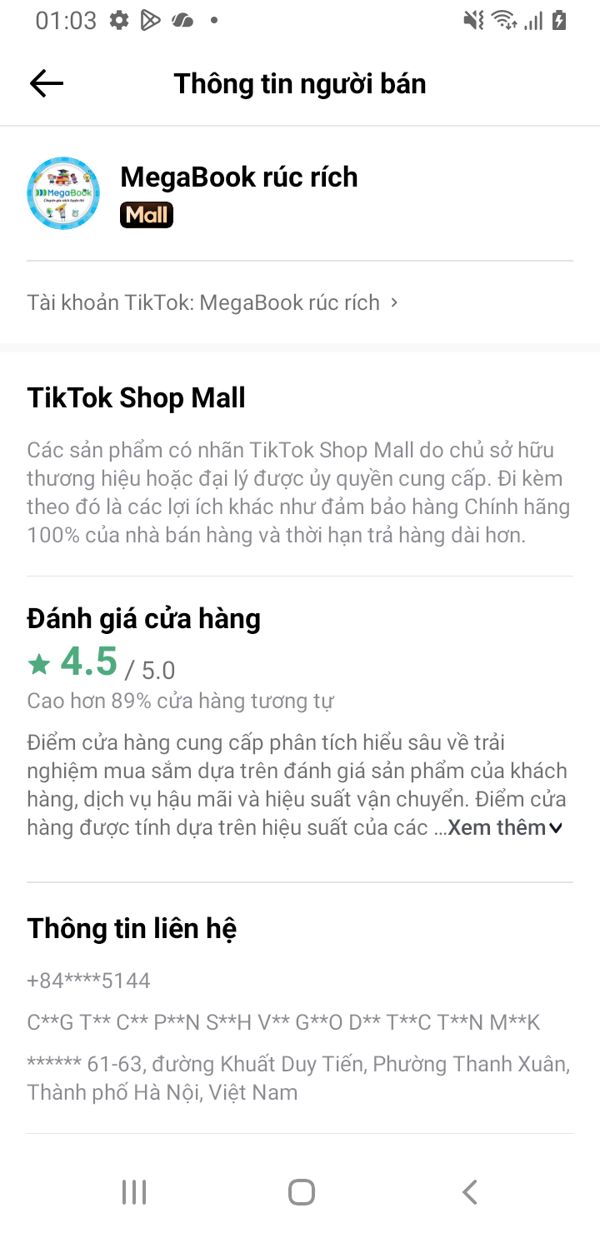 01:03
Thông tin người bán
MegaBook
MegaBook rúc rích
Mall
Tài khoản TikTok: MegaBook rúc rích >
TikTok Shop Mall
Các sản phẩm có nhãn TikTok Shop Mall do chủ sở hữu
thương hiệu hoặc đại lý được ủy quyền cung cấp. Đi kèm
theo đó là các lợi ích khác như đảm bảo hàng Chính hãng
100% của nhà bán hàng và thời hạn trả hàng dài hơn.
Đánh giá cửa hàng
4.5 / 5.0
Cao hơn 89% cửa hàng tương tự
Điểm cửa hàng cung cấp phân tích hiểu sâu về trải
nghiệm mua sắm dựa trên đánh giá sản phẩm của khách
hàng, dịch vụ hậu mãi và hiệu suất vận chuyển. Điểm cửa
hàng được tính dựa trên hiệu suất của các ...Xem thêm
Thông tin liên hệ
+84****5144
C**G T** C** P**N S**H V** G**O D** T**C T**N M**K
****** 61-63, đường Khuất Duy Tiến, Phường Thanh Xuân,
Thành phố Hà Nội, Việt Nam